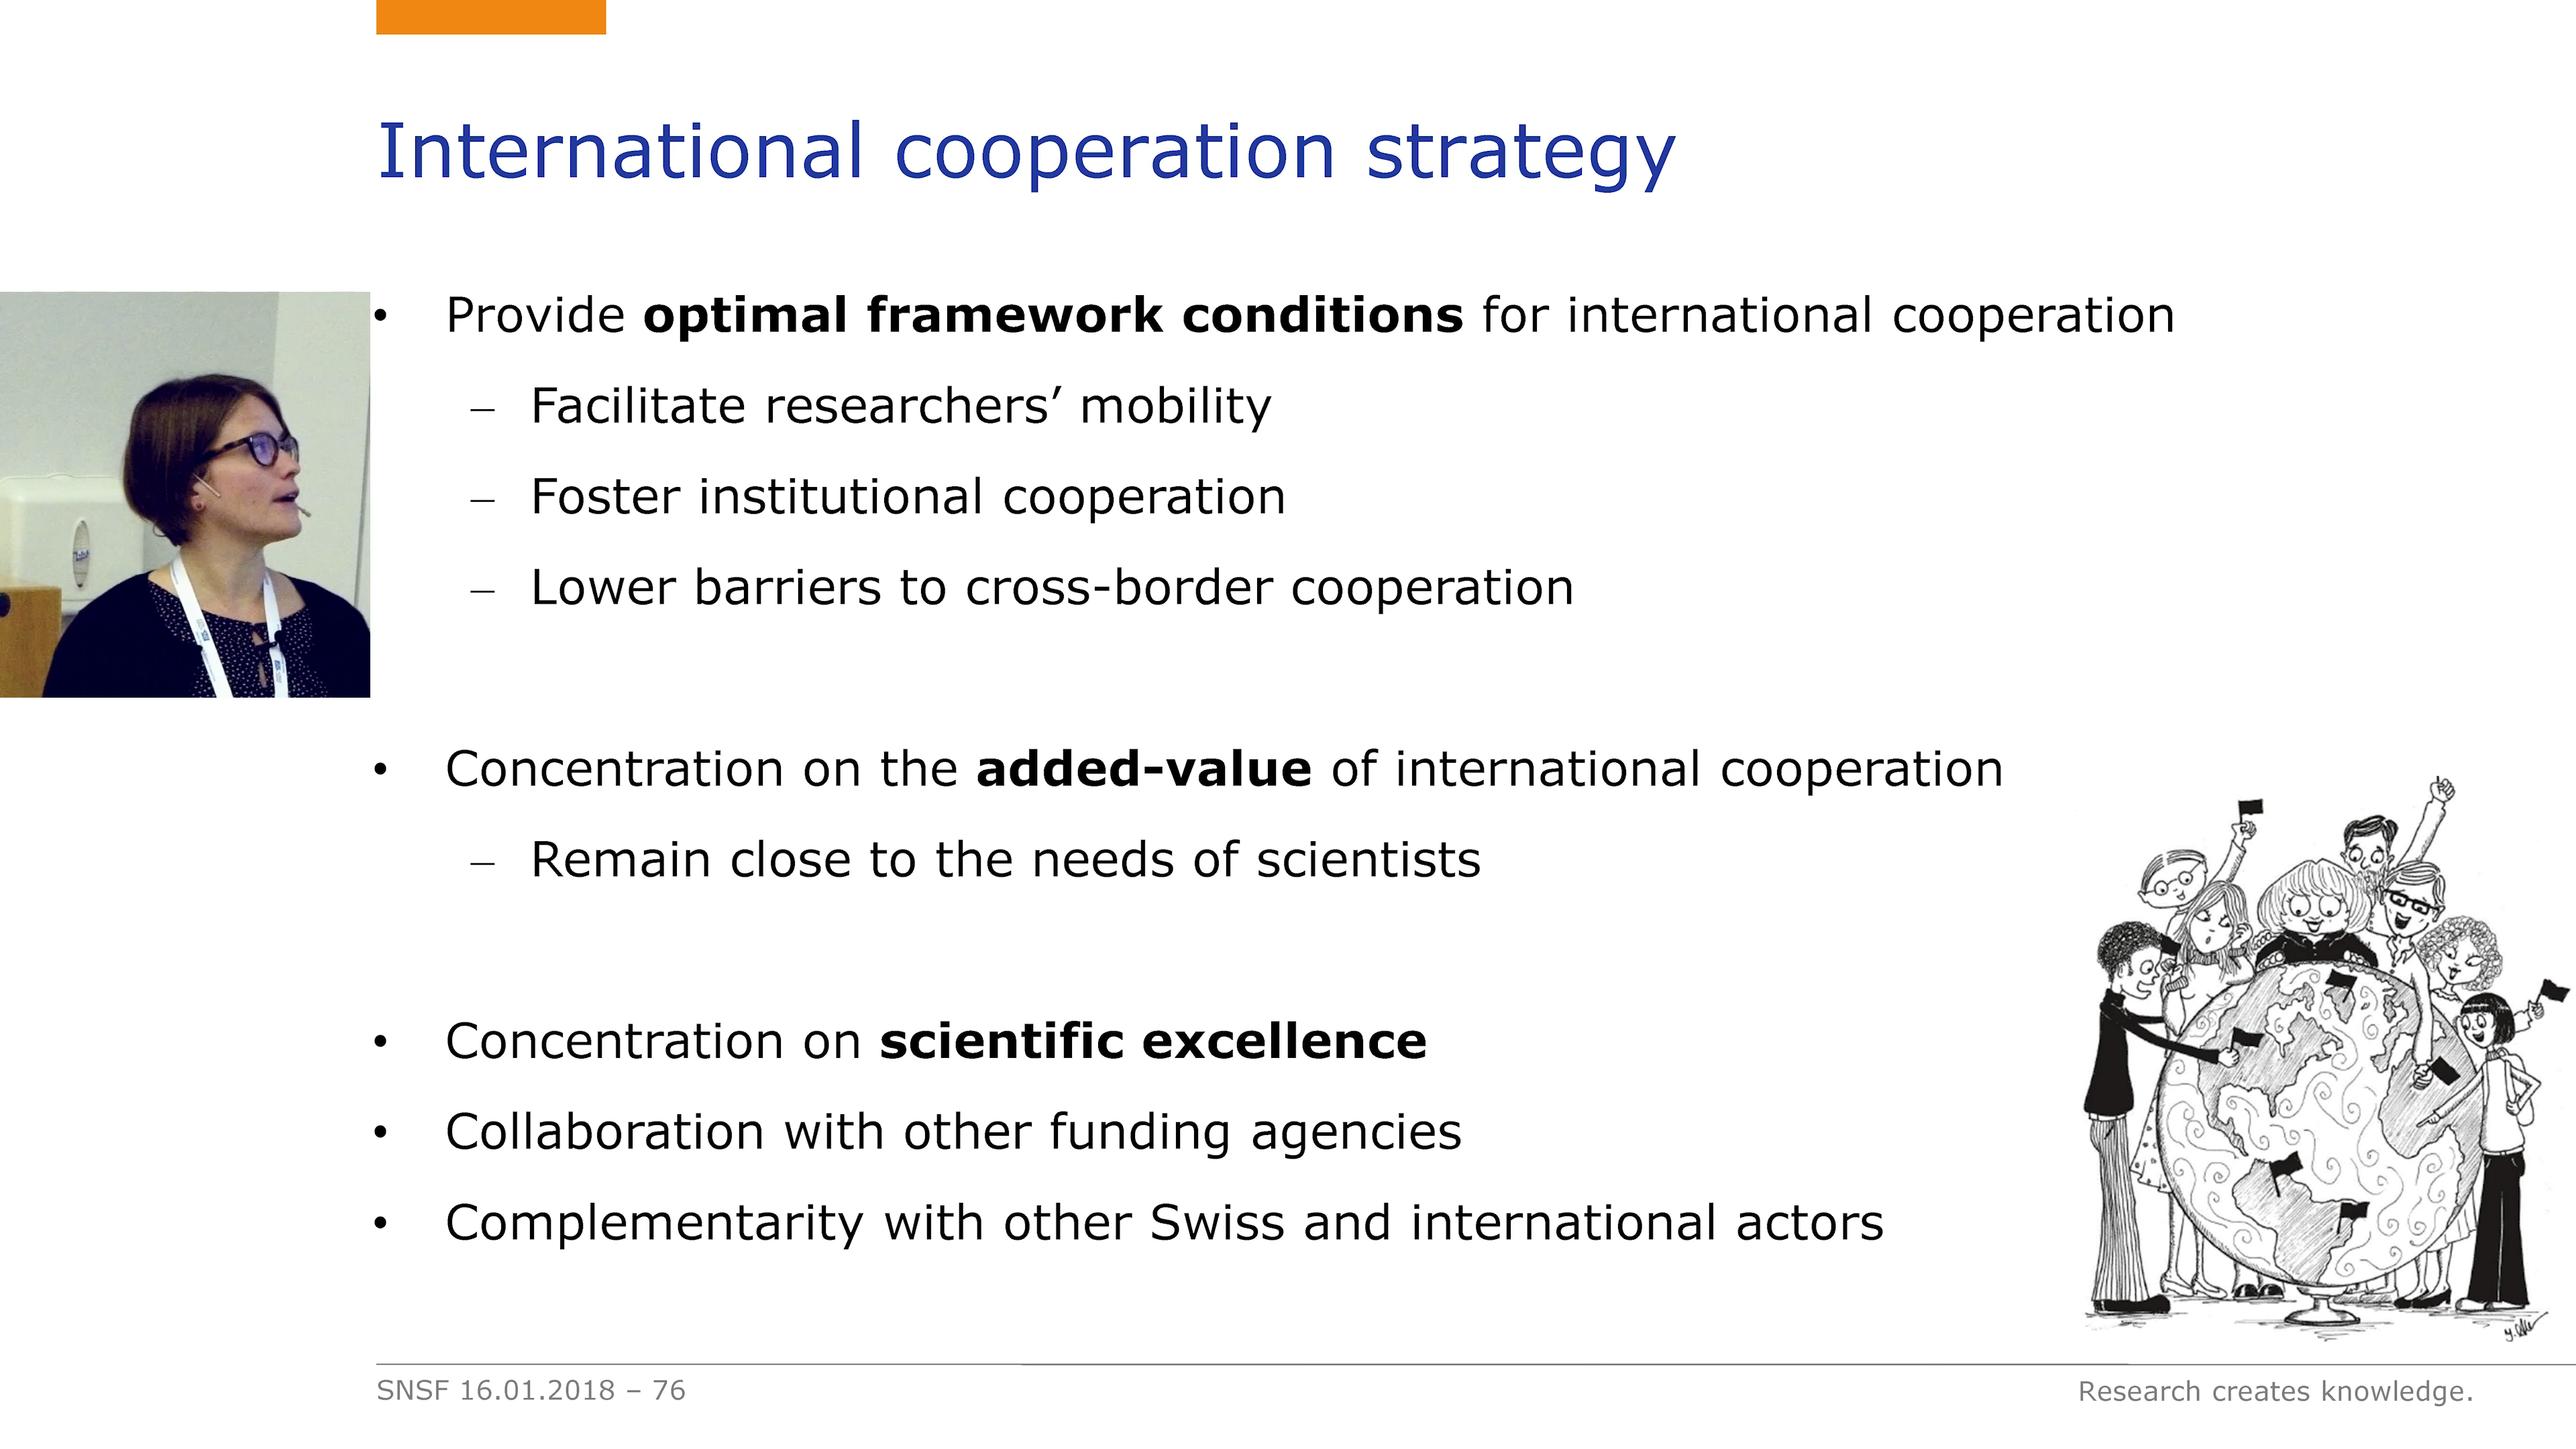 International cooperation strategy
• Provide optimal framework conditions for international cooperation
– Facilitate researchers’ mobility
– Foster institutional cooperation
– Lower barriers to cross-border cooperation
• Concentration on the added-value of international cooperation
– Remain close to the needs of scientists
• Concentration on scientific excellence
• Collaboration with other funding agencies
• Complementarity with other Swiss and international actors
SNSF 16.01.2018 – 76
Research creates knowledge.